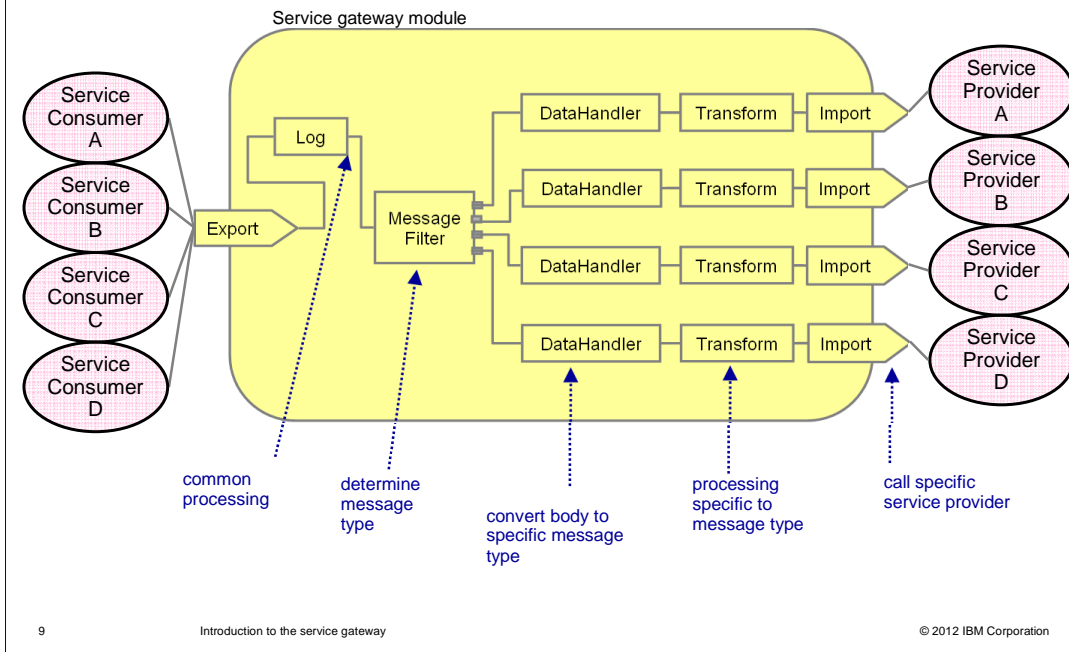 Service gateway module
Service
Consumer
A
Service
Consumer
B
Service
Consumer
C
Service
Consumer
D
Export
Log
Message
Filter
DataHandler
Transform
Import
DataHandler
Transform
Import
DataHandler
Transform
Import
DataHandler
Transform
Import
Service
Provider
A
Service
Provider
B
Service
Provider
C
Service
Provider
D
common
processing
determine
message
type
convert body to
specific message
type
processing
specific to
message type
call specific
service provider
9
Introduction to the service gateway
© 2012 IBM Corporation